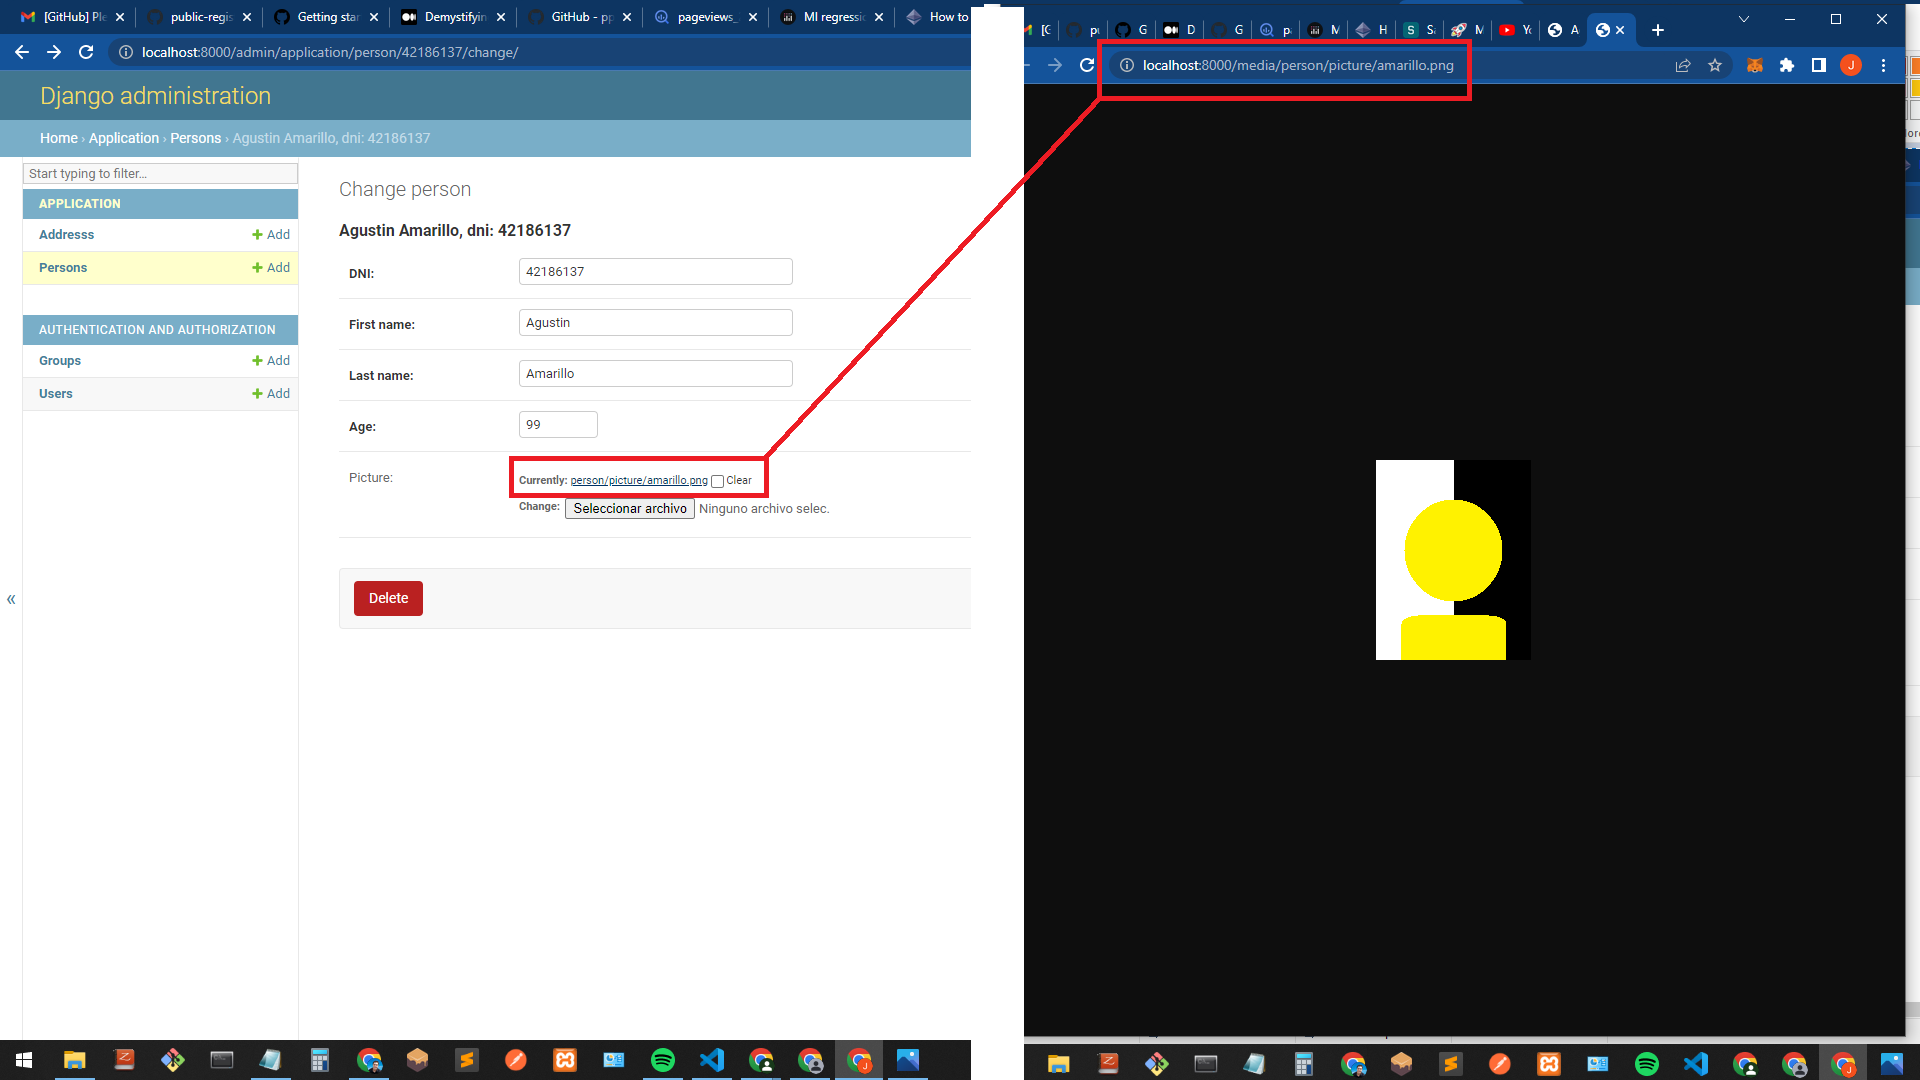 [GitHub] Ple
public-regis
Getting star
Demystifyin
GitHub - pp
pageviews_
MI regressio
How to
localhost:8000/admin/application/person/42186137/change/
Django administration
Home › Application › Persons › Agustin Amarillo, dni: 42186137
Start typing to filter...
APPLICATION
Addresss
Add
Persons
Add
AUTHENTICATION AND AUTHORIZATION
Groups
Add
Users
Add
«
Change person
Agustin Amarillo, dni: 42186137
DNI:
42186137
First name:
Agustin
Last name:
Amarillo
Age:
99
Picture:
Currently: person/picture/amarillo.png Clear
Change: Seleccionar archivo Ninguno archivo selec.
Delete
localhost:8000/media/person/picture/amarillo.png
J